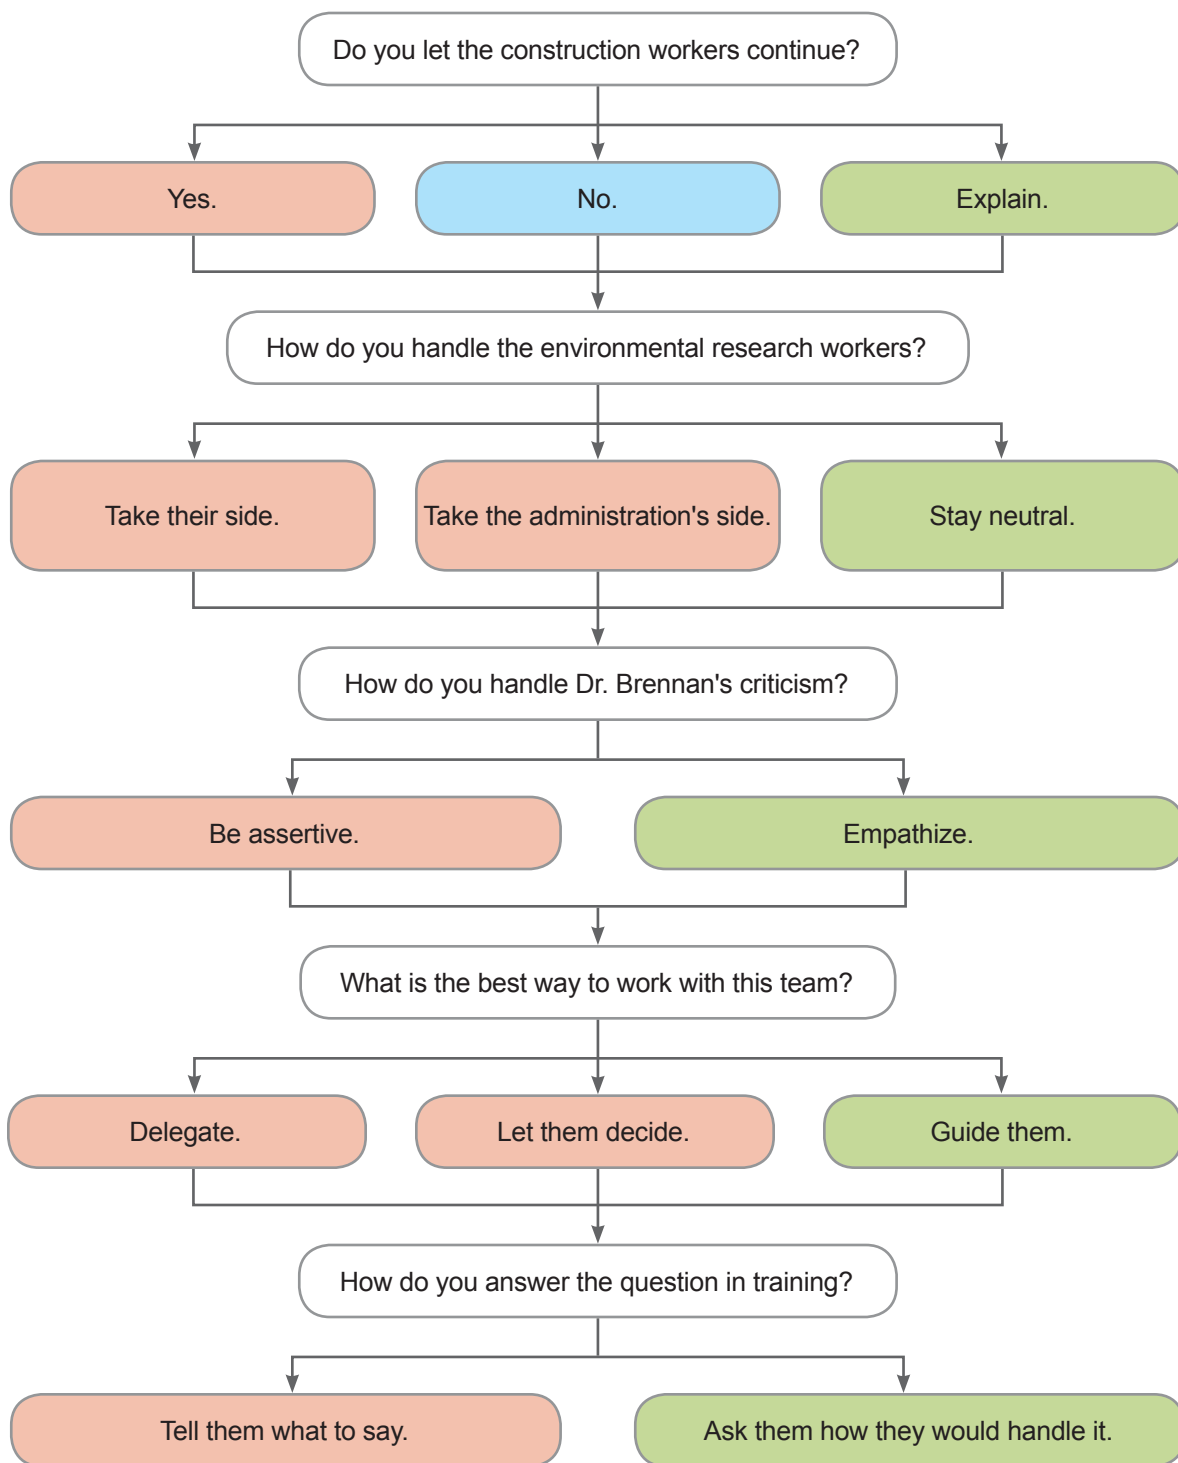 Do you let the construction workers continue?
Yes.
No.
Explain.
How do you handle the environmental research workers?
Take their side.
Take the administration's side.
Stay neutral.
How do you handle Dr. Brennan's criticism?
Be assertive.
Empathize.
What is the best way to work with this team?
Delegate.
Let them decide.
Guide them.
How do you answer the question in training?
Tell them what to say.
Ask them how they would handle it.